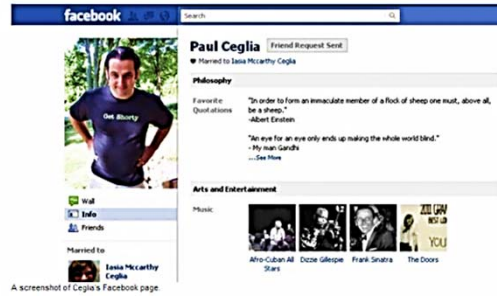 facebook
Search
Paul Ceglia
Friend Request Sent
Married to Iasia Mccarthy Ceglia
Philosophy
Favorite
Quotations
"In order to form an immaculate member of a flock of sheep one must, above all,
be a sheep."
-Albert Einstein
"An eye for an eye only ends up making the whole world blind."
- My man Gandhi
...See More
Get Shorty
Wall
Info
Friends
Married to
Iasia Mccarthy
Ceglia
Arts and Entertainment
Music
Afro-Cuban All
Stars
Dizzie Gillespie
Frank Sinatra
The Doors
YOU
A screenshot of Ceglia's Facebook page.